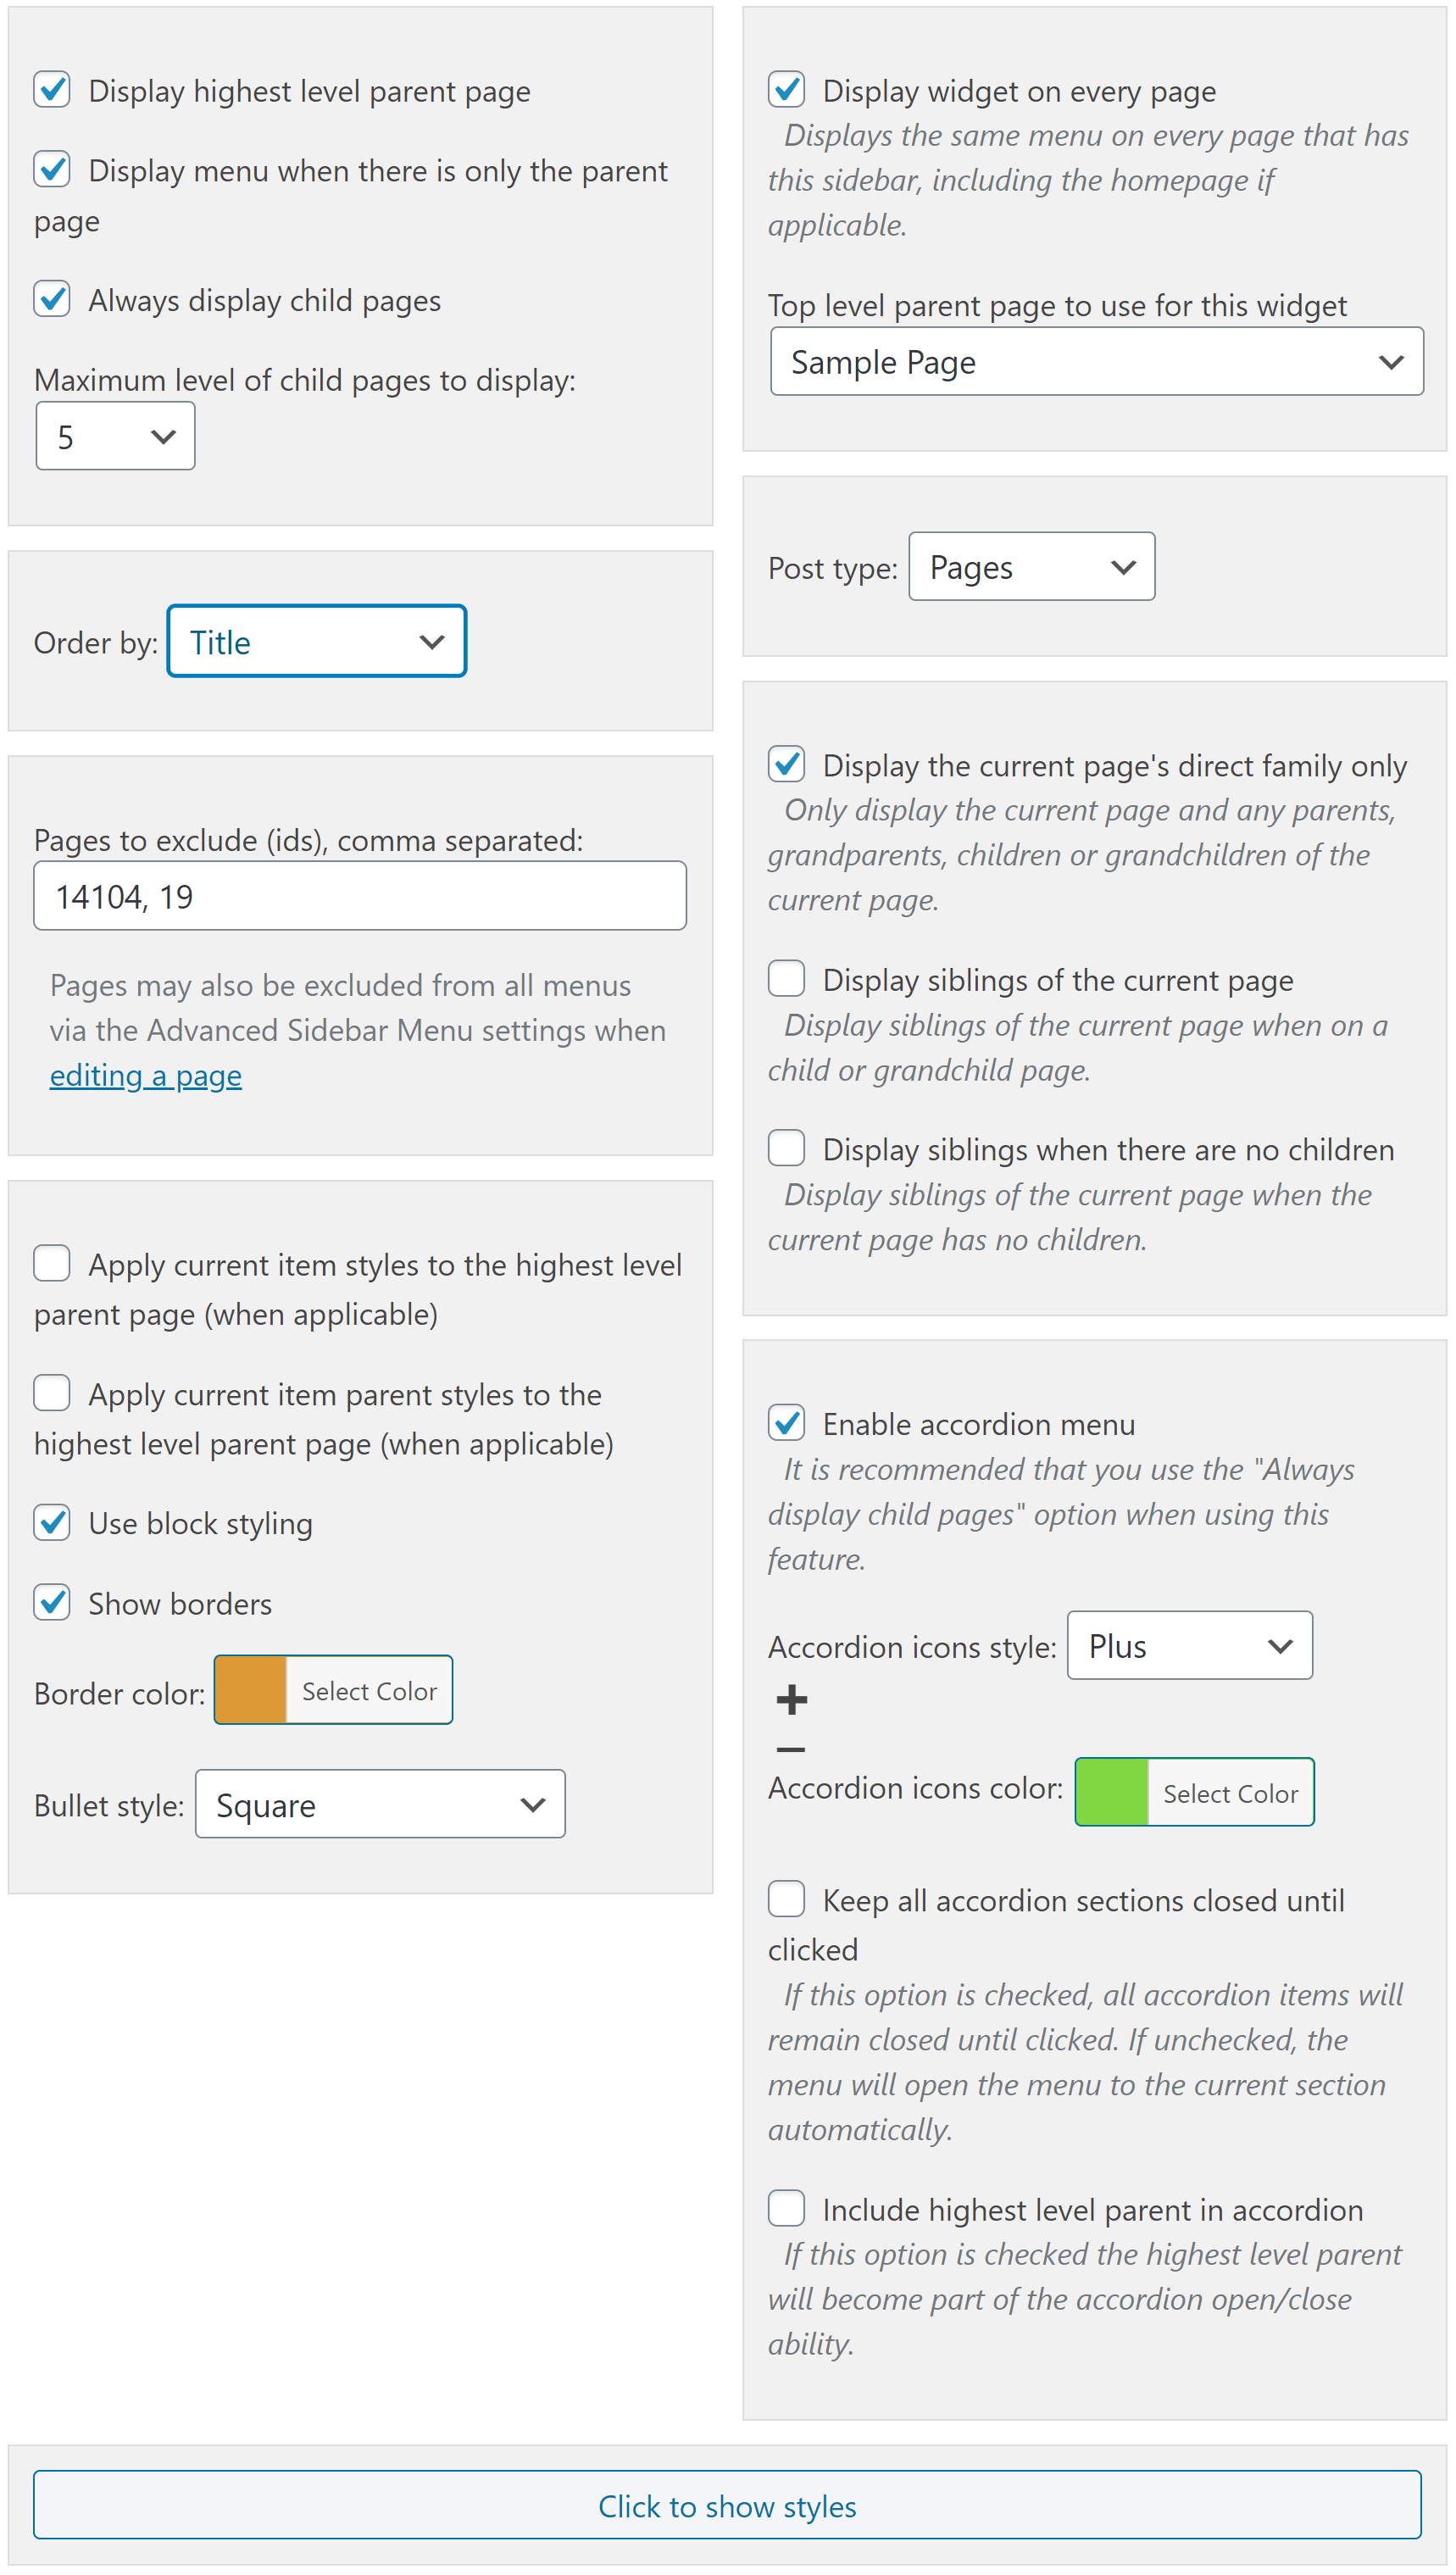 Display highest level parent page
Display menu when there is only the parent
page
Always display child pages
Maximum level of child pages to display:
5
Order by: Title
Pages to exclude (ids), comma separated:
14104, 19
Pages may also be excluded from all menus
via the Advanced Sidebar Menu settings when
editing a page
Apply current item styles to the highest level
parent page (when applicable)
Apply current item parent styles to the
highest level parent page (when applicable)
Use block styling
Show borders
Border color: Select Color
Bullet style: Square
Display widget on every page
Displays the same menu on every page that has
this sidebar, including the homepage if
applicable.
Top level parent page to use for this widget
Sample Page
Post type: Pages
Display the current page's direct family only
Only display the current page and any parents,
grandparents, children or grandchildren of the
current page.
Display siblings of the current page
Display siblings of the current page when on a
child or grandchild page.
Display siblings when there are no children
Display siblings of the current page when the
current page has no children.
Enable accordion menu
It is recommended that you use the "Always
display child pages" option when using this
feature.
Accordion icons style: Plus
Accordion icons color: Select Color
Keep all accordion sections closed until
clicked
If this option is checked, all accordion items will
remain closed until clicked. If unchecked, the
menu will open the menu to the current section
automatically.
Include highest level parent in accordion
If this option is checked the highest level parent
will become part of the accordion open/close
ability.
Click to show styles